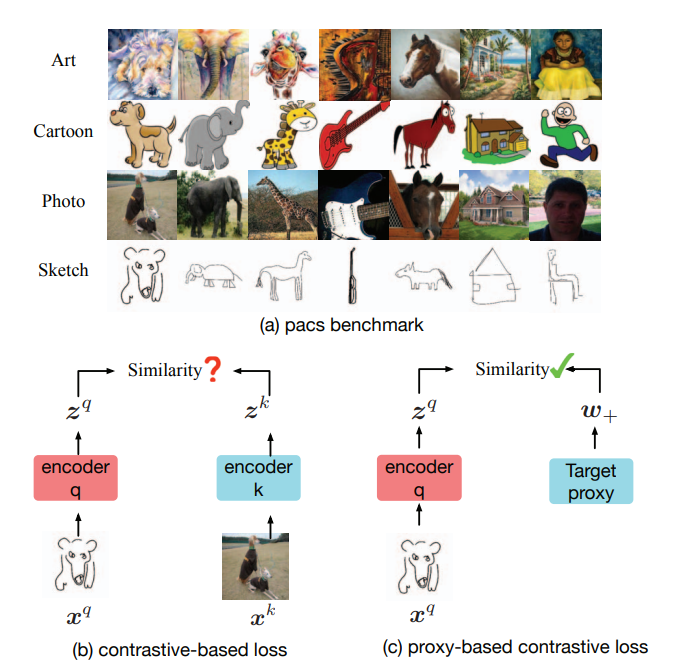 Art
Cartoon
Photo
Sketch
(a) pacs benchmark
Similarity❓
z^q z^k
encoder q
encoder k
x^q x^k
(b) contrastive-based loss
Similarity✓
z^q w_+
encoder q
Target proxy
x^q
(c) proxy-based contrastive loss